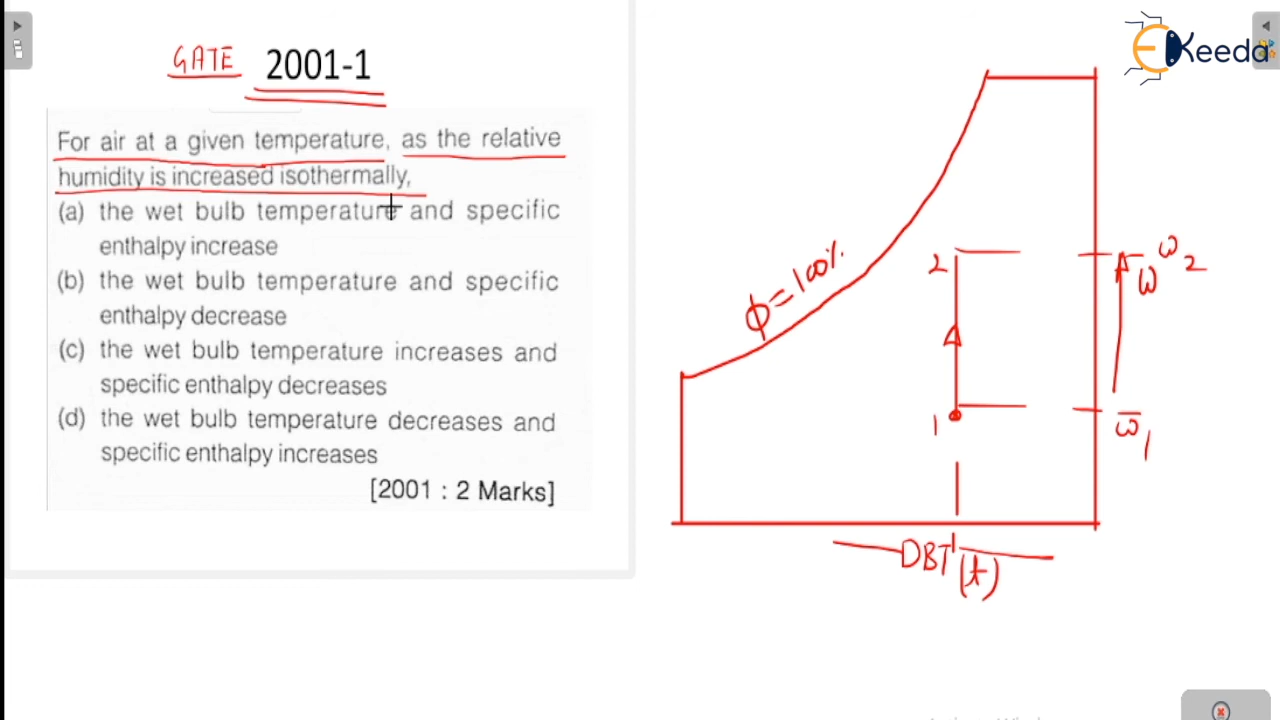 GATE 2001-1
EKeeda
For air at a given temperature, as the relative
humidity is increased isothermally,
(a) the wet bulb temperature and specific
enthalpy increase
(b) the wet bulb temperature and specific
enthalpy decrease
(c) the wet bulb temperature increases and
specific enthalpy decreases
(d) the wet bulb temperature decreases and
specific enthalpy increases
[2001 : 2 Marks]
ϕ=100%
2
ω ω2
1
ω1
DBT (t)